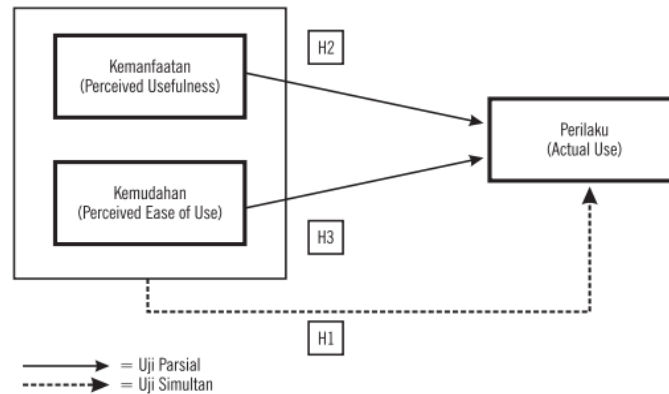 H2
Kemanfaatan
(Perceived Usefulness)
Perilaku
(Actual Use)
Kemudahan
(Perceived Ease of Use)
H3
H1
= Uji Parsial
= Uji Simultan